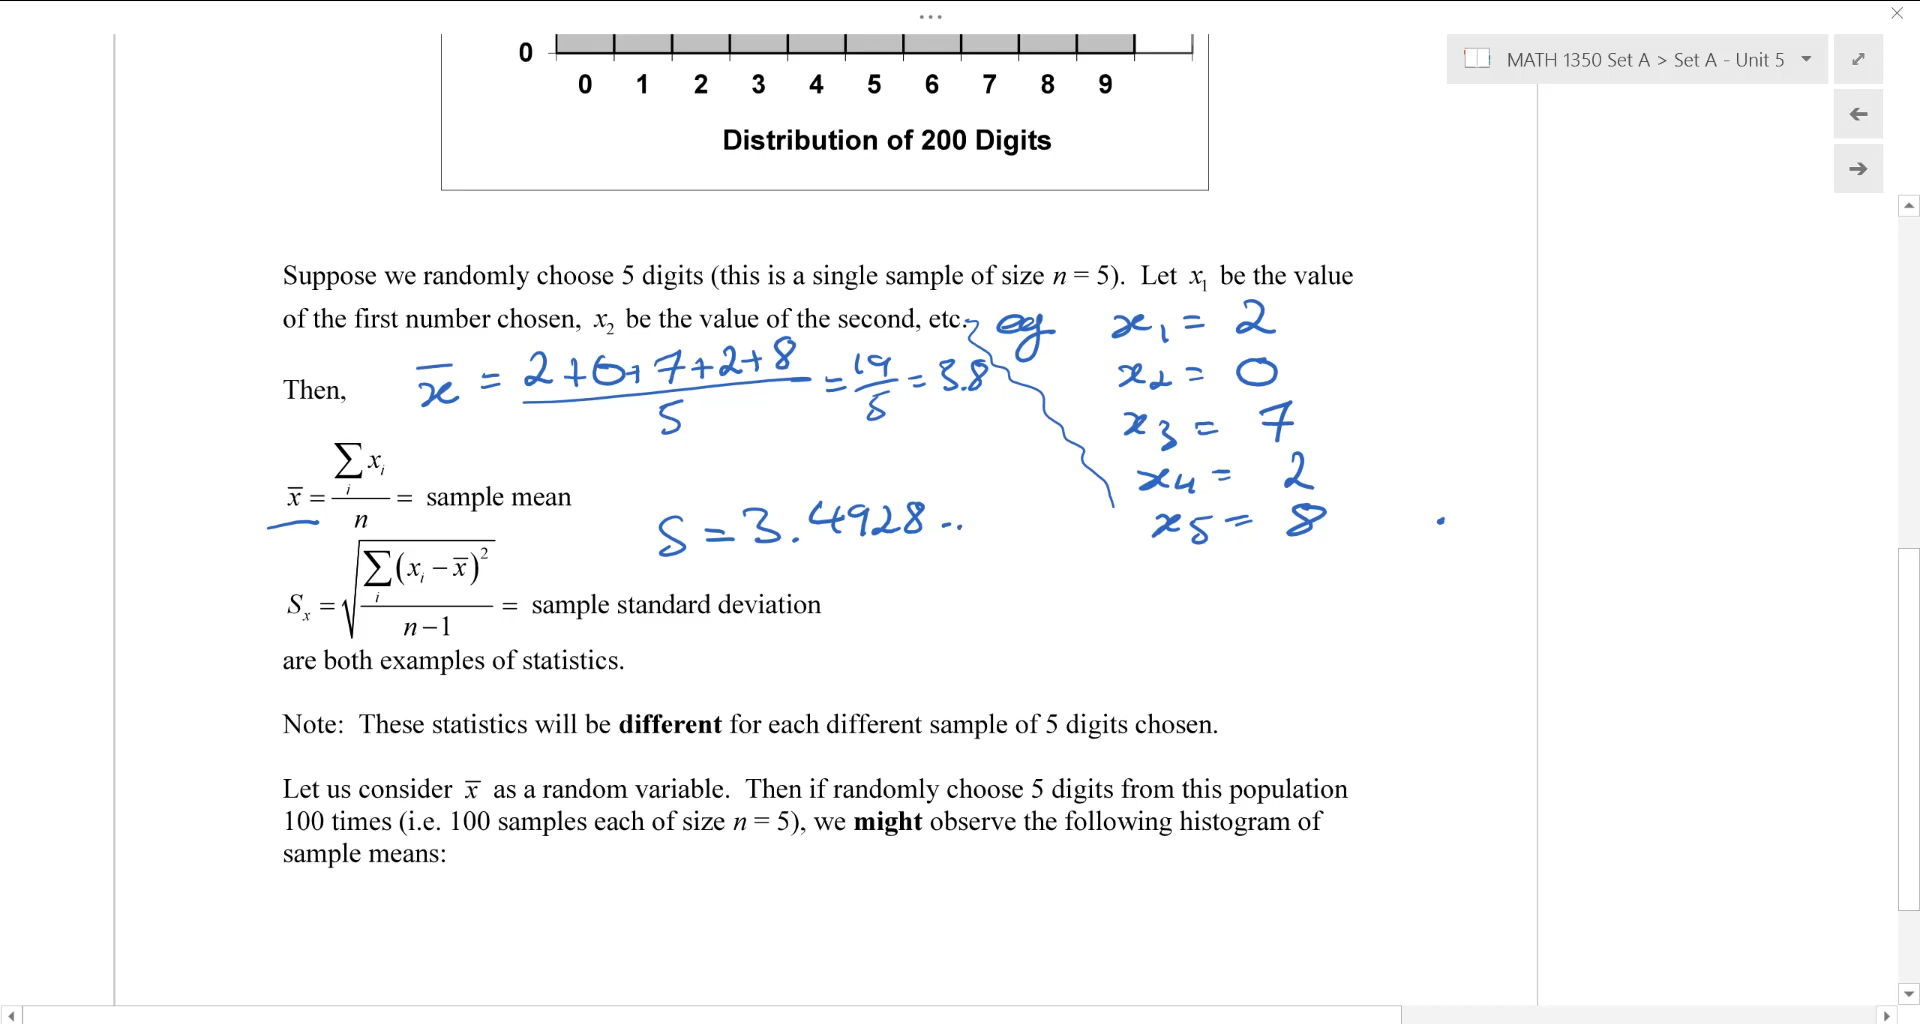 MATH 1350 Set A > Set A - Unit 5
0
0 1 2 3 4 5 6 7 8 9
Distribution of 200 Digits
Suppose we randomly choose 5 digits (this is a single sample of size n = 5). Let x₁ be the value
of the first number chosen, x₂ be the value of the second, etc.
eg x₁ = 2
x₂ = 0
x₃ = 7
x₄ = 2
x₅ = 8
Then,
x̄ = (2+0+7+2+8)/5 = 19/5 = 3.8
x̄ = ∑ᵢ xᵢ / n = sample mean
S = 3.4928..
Sₓ = √(∑ᵢ (xᵢ − x̄)² / (n − 1)) = sample standard deviation
are both examples of statistics.
Note: These statistics will be different for each different sample of 5 digits chosen.
Let us consider x̄ as a random variable. Then if randomly choose 5 digits from this population
100 times (i.e. 100 samples each of size n = 5), we might observe the following histogram of
sample means: